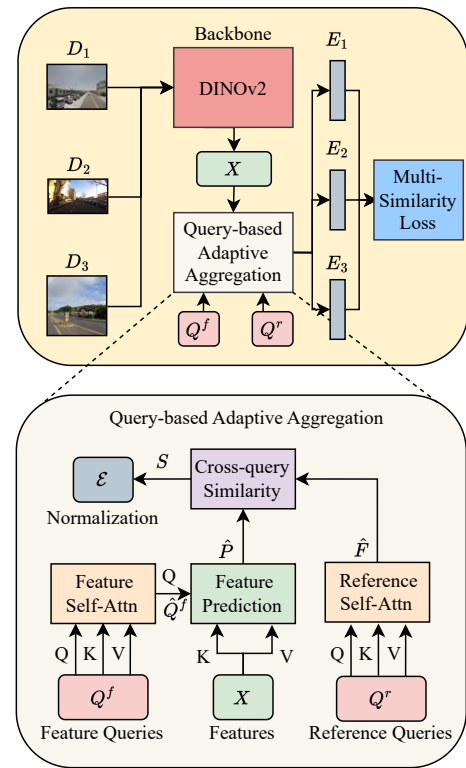 Backbone
D₁
E₁
DINOv2
D₂
X
E₂
Multi-
Similarity
Loss
Query-based
Adaptive
Aggregation
D₃
E₃
Qᶠ
Qʳ
Query-based Adaptive Aggregation
ℰ
S
Cross-query
Similarity
Normalization
P̂
F̂
Feature
Self-Attn
Q
Q̂ᶠ
Feature
Prediction
Reference
Self-Attn
Q K V
K V
Q K V
Qᶠ
X
Qʳ
Feature Queries
Features
Reference Queries